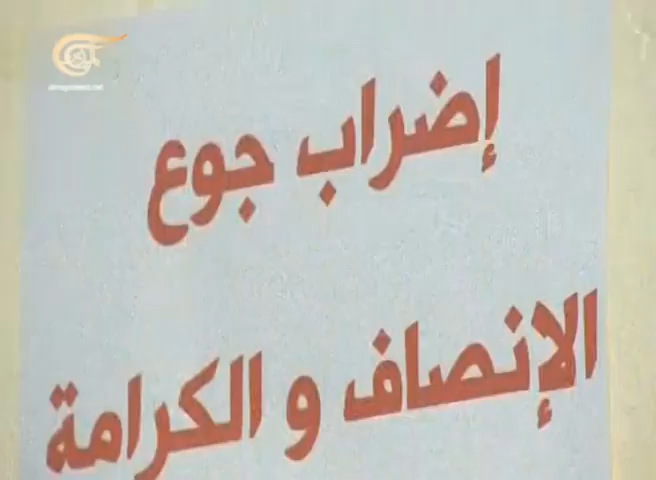 إضراب جوع
الإنصاف و الكرامة